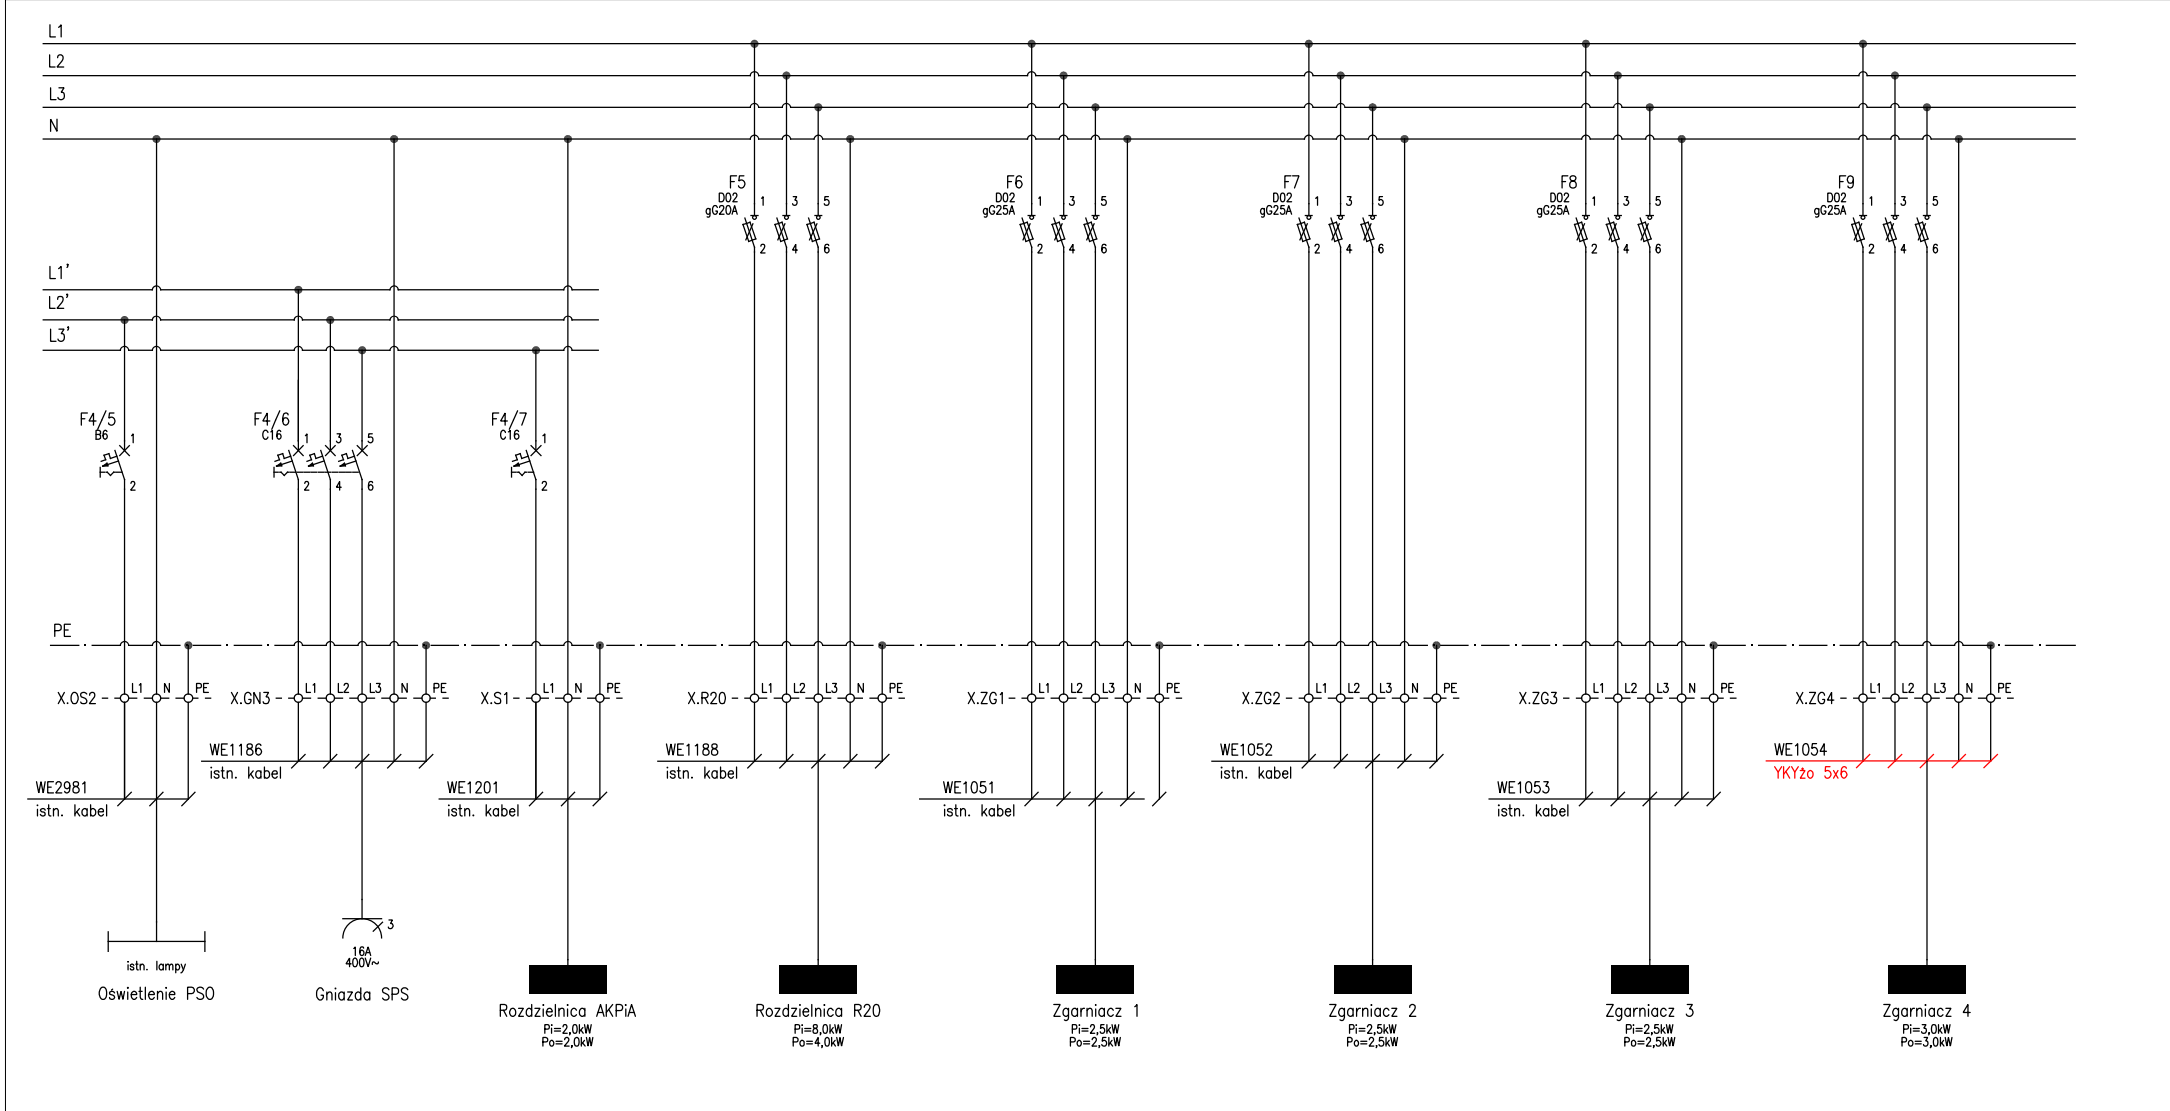 L1
L2
L3
N
F5
D02
gG20A
1 3 5
2 4 6
F6
D02
gG25A
1 3 5
2 4 6
F7
D02
gG25A
1 3 5
2 4 6
F8
D02
gG25A
1 3 5
2 4 6
F9
D02
gG25A
1 3 5
2 4 6
L1'
L2'
L3'
F4/5
B6
1
2
F4/6
C16
1 3 5
2 4 6
F4/7
C16
1
2
PE
X.OS2 L1 N PE
X.GN3 L1 L2 L3 N PE
X.S1 L1 N PE
X.R20 L1 L2 L3 N PE
X.ZG1 L1 L2 L3 N PE
X.ZG2 L1 L2 L3 N PE
X.ZG3 L1 L2 L3 N PE
X.ZG4 L1 L2 L3 N PE
WE2981
istn. kabel
WE1186
istn. kabel
WE1201
istn. kabel
WE1188
istn. kabel
WE1051
istn. kabel
WE1052
istn. kabel
WE1053
istn. kabel
WE1054
YKYżo 5x6
istn. lampy
Oświetlenie PSO
3
16A
400V~
Gniazda SPS
Rozdzielnica AKPiA
Pi=2,0kW
Po=2,0kW
Rozdzielnica R20
Pi=8,0kW
Po=4,0kW
Zgarniacz 1
Pi=2,5kW
Po=2,5kW
Zgarniacz 2
Pi=2,5kW
Po=2,5kW
Zgarniacz 3
Pi=2,5kW
Po=2,5kW
Zgarniacz 4
Pi=3,0kW
Po=3,0kW